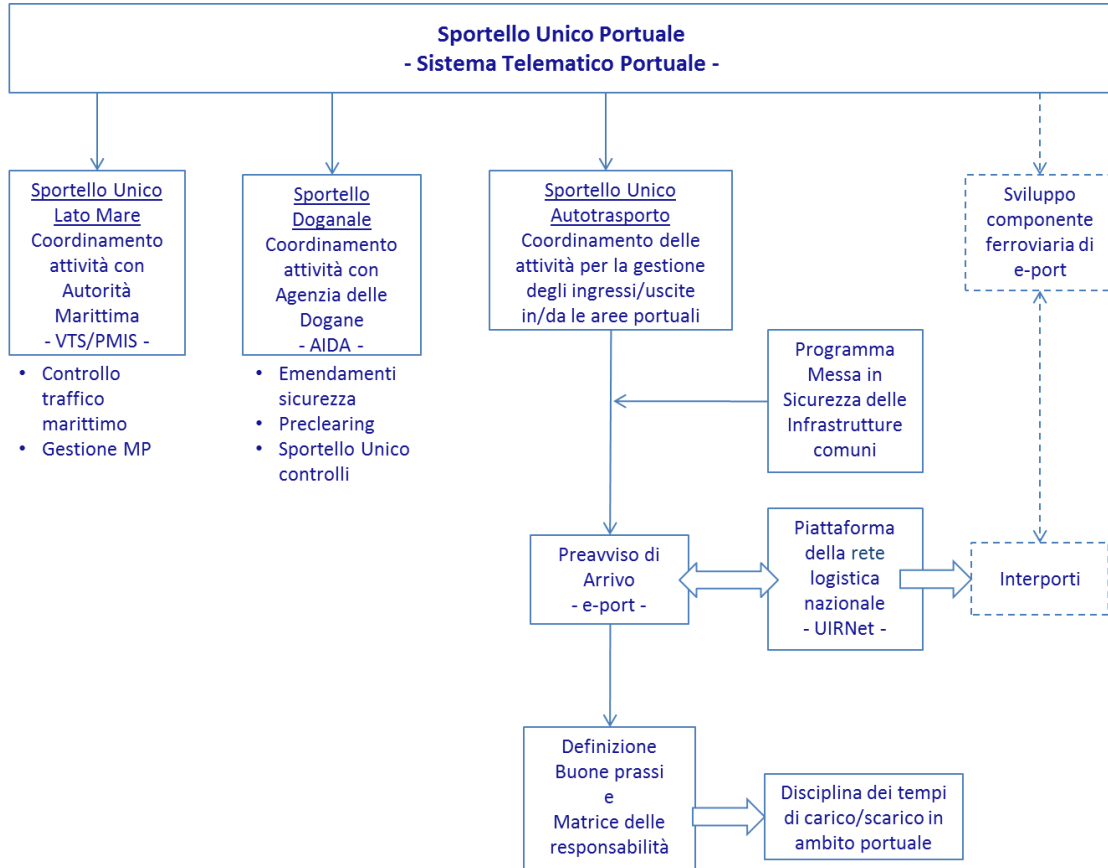 Sportello Unico Portuale
- Sistema Telematico Portuale -
Sportello Unico
Lato Mare
Coordinamento
attività con
Autorità
Marittima
- VTS/PMIS -
• Controllo
traffico
marittimo
• Gestione MP
Sportello
Doganale
Coordinamento
attività con
Agenzia delle
Dogane
- AIDA -
• Emendamenti
sicurezza
• Preclearing
• Sportello Unico
controlli
Sportello Unico
Autotrasporto
Coordinamento delle
attività per la gestione
degli ingressi/uscite
in/da le aree portuali
Sviluppo
componente
ferroviaria di
e-port
Programma
Messa in
Sicurezza delle
Infrastrutture
comuni
Preavviso di
Arrivo
- e-port -
Piattaforma
della rete
logistica
nazionale
- UIRNet -
Interporti
Definizione
Buone prassi
e
Matrice delle
responsabilità
Disciplina dei tempi
di carico/scarico in
ambito portuale